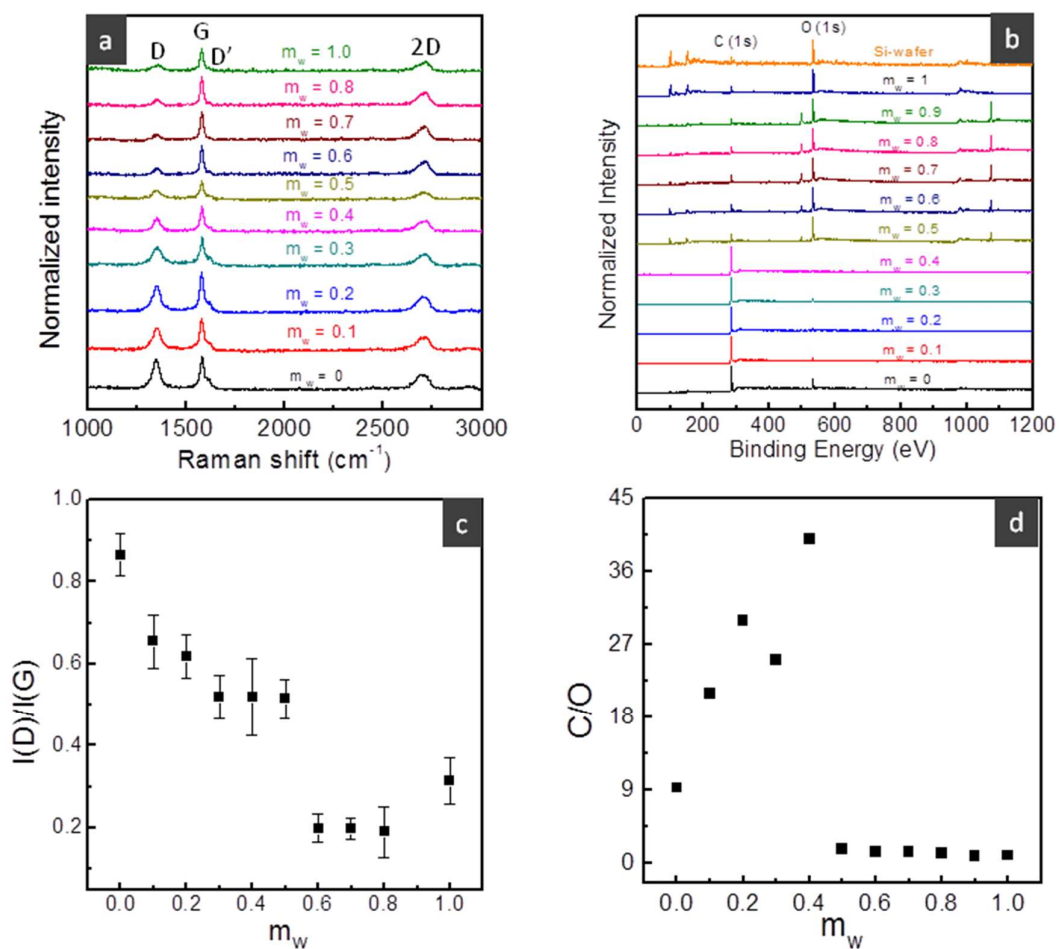 a
D
G
D′
2D
m_w = 1.0
m_w = 0.8
m_w = 0.7
m_w = 0.6
m_w = 0.5
m_w = 0.4
m_w = 0.3
m_w = 0.2
m_w = 0.1
m_w = 0
Normalized intensity
1000 1500 2000 2500 3000
Raman shift (cm⁻¹)
b
C (1s)
O (1s)
Si-wafer
m_w = 1
m_w = 0.9
m_w = 0.8
m_w = 0.7
m_w = 0.6
m_w = 0.5
m_w = 0.4
m_w = 0.3
m_w = 0.2
m_w = 0.1
m_w = 0
Normalized Intensity
0 200 400 600 800 1000 1200
Binding Energy (eV)
c
1.0
0.8
0.6
0.4
0.2
I(D)/I(G)
0.0 0.2 0.4 0.6 0.8 1.0
m_w
d
45
36
27
18
9
0
C/O
0.0 0.2 0.4 0.6 0.8 1.0
m_w